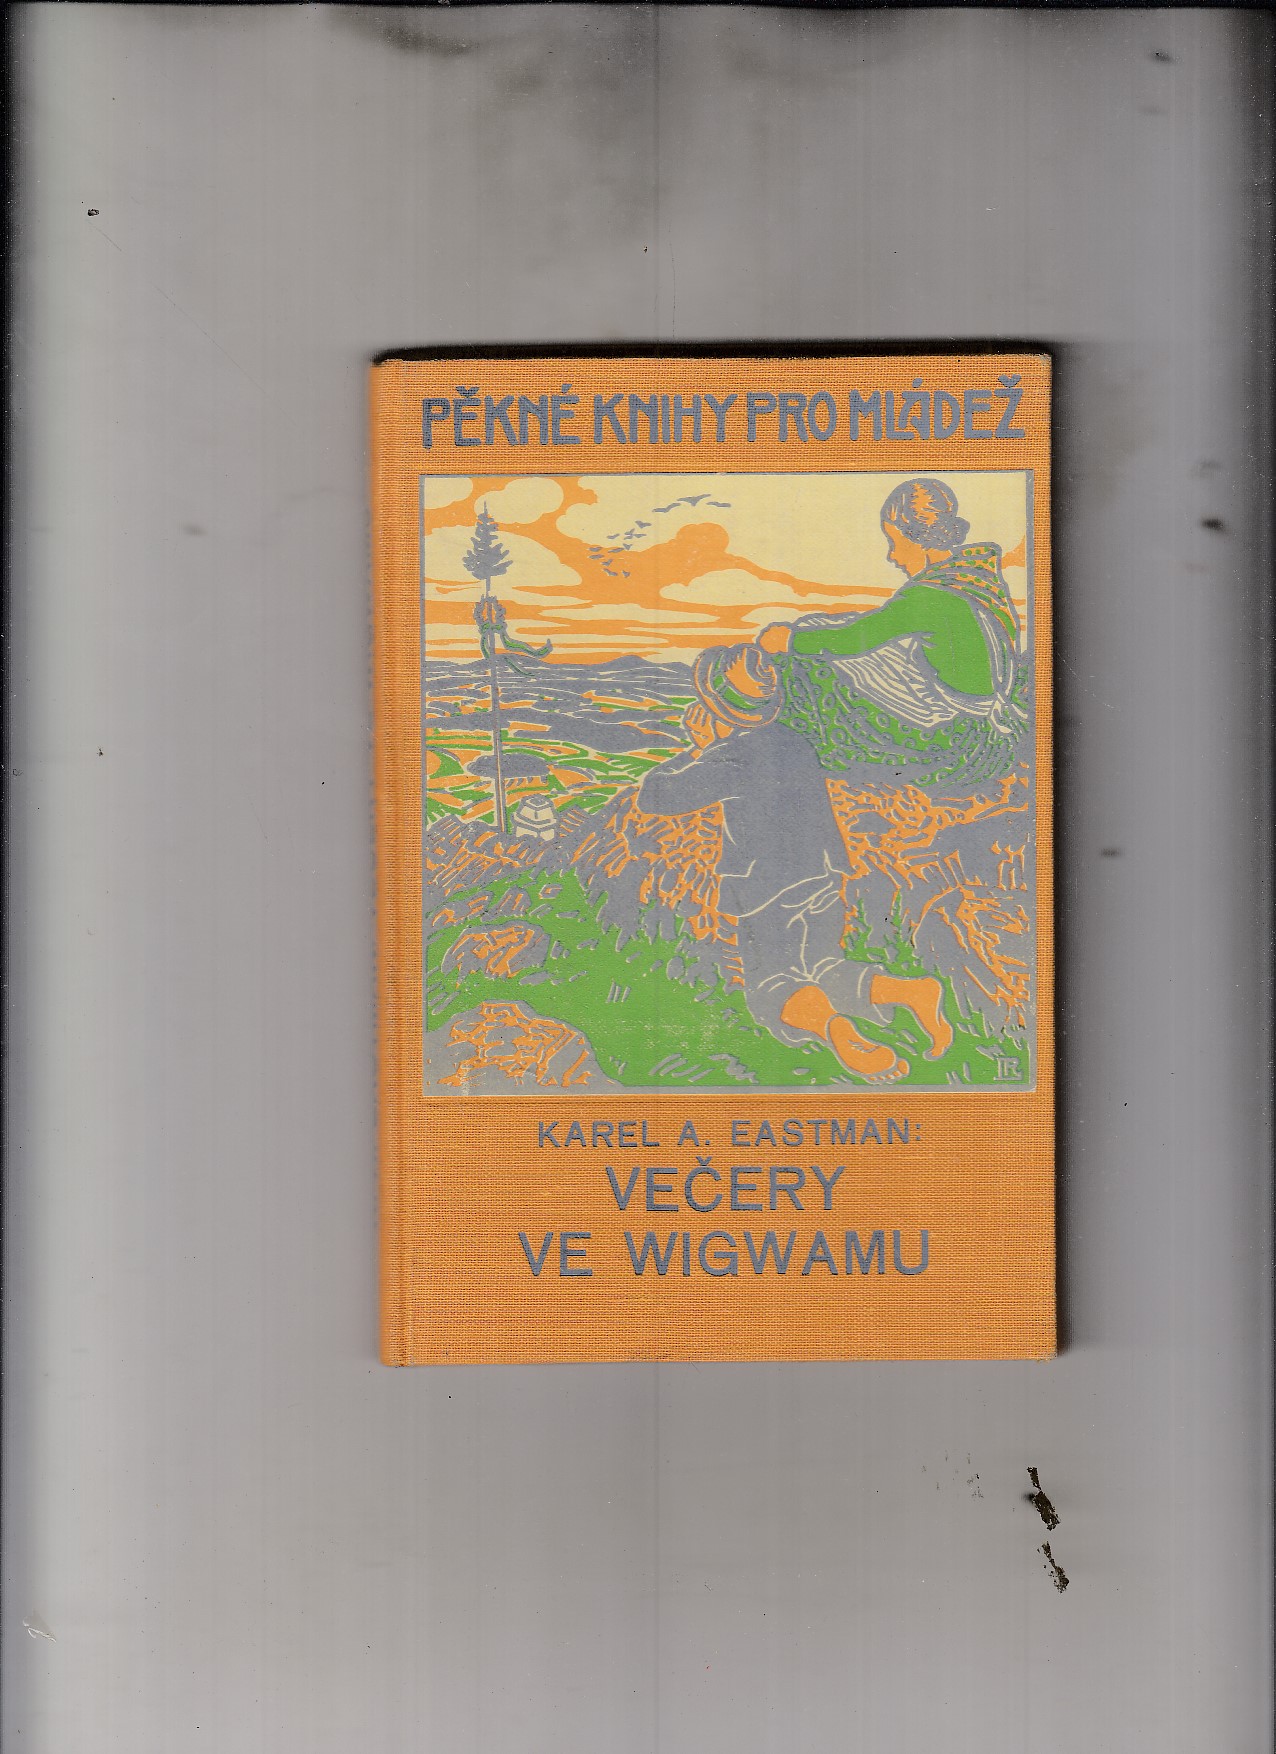 PĚKNÉ KNIHY PRO MLÁDEŽ
KAREL A. EASTMAN:
VEČERY
VE WIGWAMU